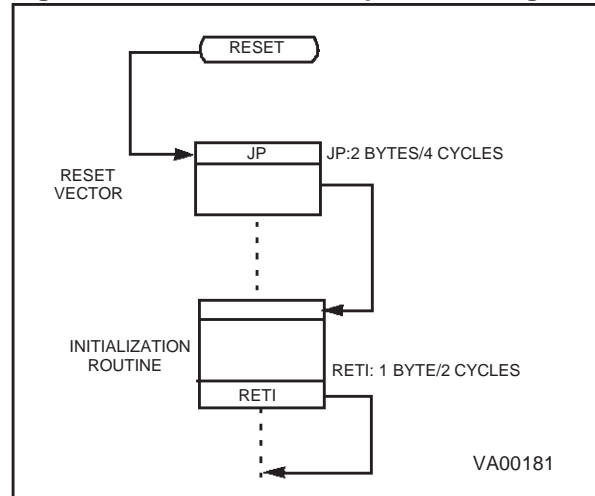 RESET
JP
JP:2 BYTES/4 CYCLES
RESET
VECTOR
INITIALIZATION
ROUTINE
RETI: 1 BYTE/2 CYCLES
RETI
VA00181